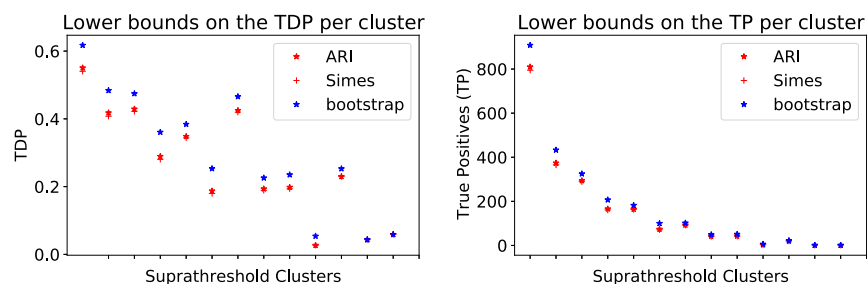 Lower bounds on the TDP per cluster
0.6
0.4
0.2
0.0
TDP
ARI
Simes
bootstrap
Suprathreshold Clusters
Lower bounds on the TP per cluster
800
600
400
200
0
True Positives (TP)
ARI
Simes
bootstrap
Suprathreshold Clusters